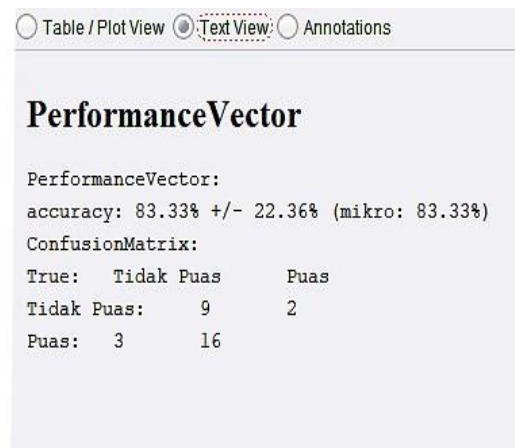 Table / Plot View Text View Annotations
PerformanceVector
PerformanceVector:
accuracy: 83.33% +/- 22.36% (mikro: 83.33%)
ConfusionMatrix:
True: Tidak Puas Puas
Tidak Puas: 9 2
Puas: 3 16